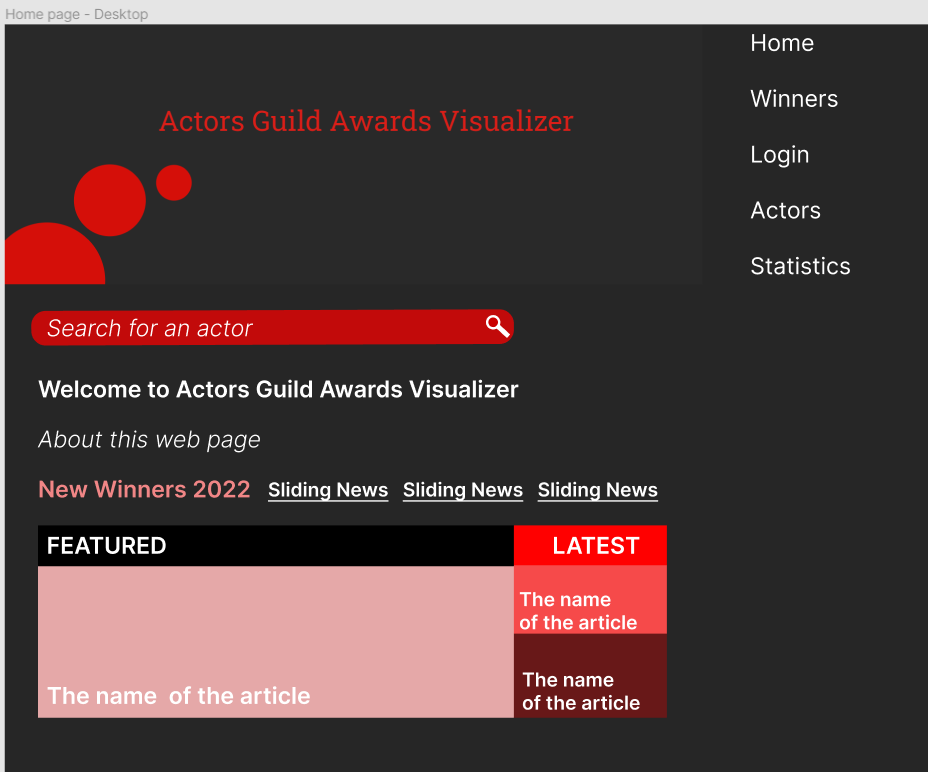 Home page - Desktop
Actors Guild Awards Visualizer
Home
Winners
Login
Actors
Statistics
Search for an actor
Welcome to Actors Guild Awards Visualizer
About this web page
New Winners 2022 Sliding News Sliding News Sliding News
FEATURED
The name of the article
LATEST
The name
of the article
The name
of the article